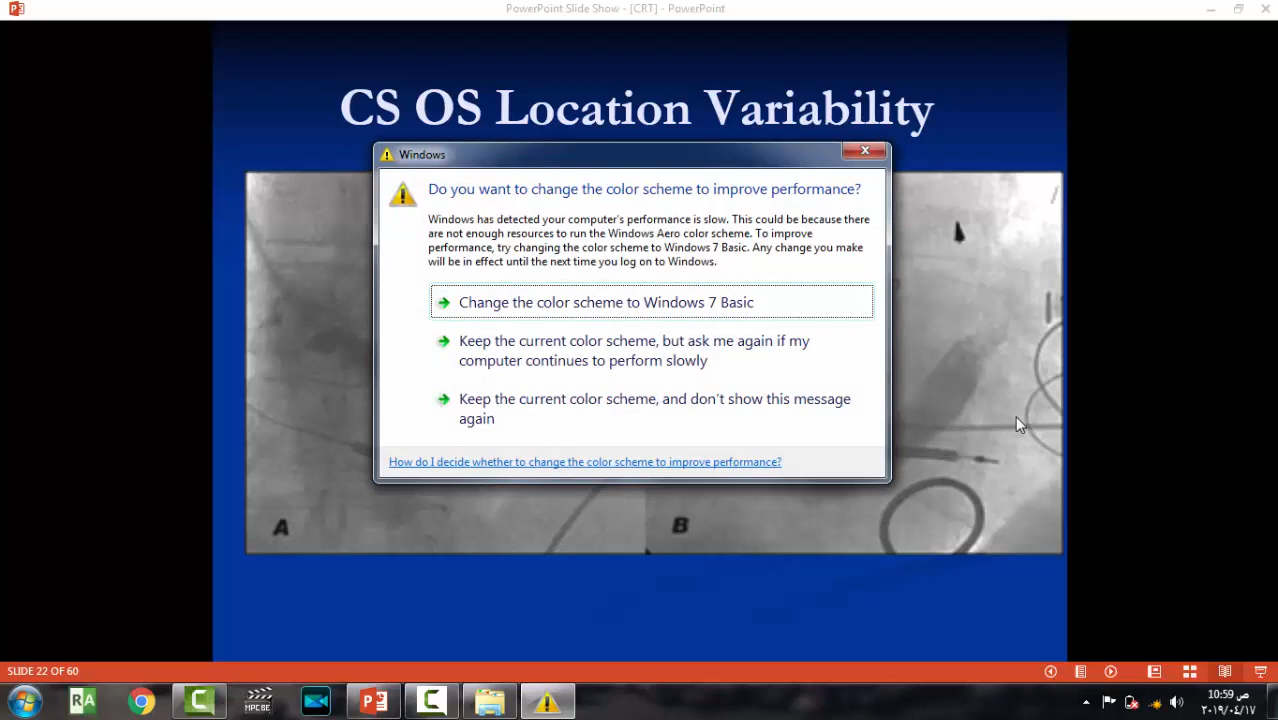 PowerPoint Slide Show - [CRT] - PowerPoint
CS OS Location Variability
Windows
Do you want to change the color scheme to improve performance?
Windows has detected your computer's performance is slow. This could be because there
are not enough resources to run the Windows Aero color scheme. To improve
performance, try changing the color scheme to Windows 7 Basic. Any change you make
will be in effect until the next time you log on to Windows.
Change the color scheme to Windows 7 Basic
Keep the current color scheme, but ask me again if my
computer continues to perform slowly
Keep the current color scheme, and don't show this message
again
How do I decide whether to change the color scheme to improve performance?
A
B
SLIDE 22 OF 60
RA
MPCBE
10:59 ص
٢٠١٩/٠٤/١٧